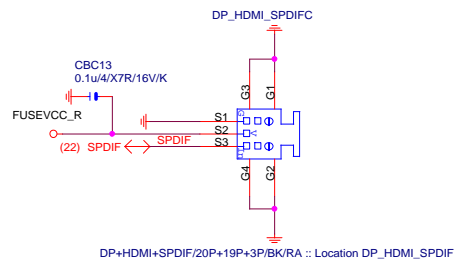 DP_HDMI_SPDIFC
CBC13
0.1u/4/X7R/16V/K
G3
G1
FUSEVCC_R
S1
S2
V
(22)
SPDIF
SPDIF
S3
G4
G2
DP+HDMI+SPDIF/20P+19P+3P/BK/RA :: Location DP_HDMI_SPDIF